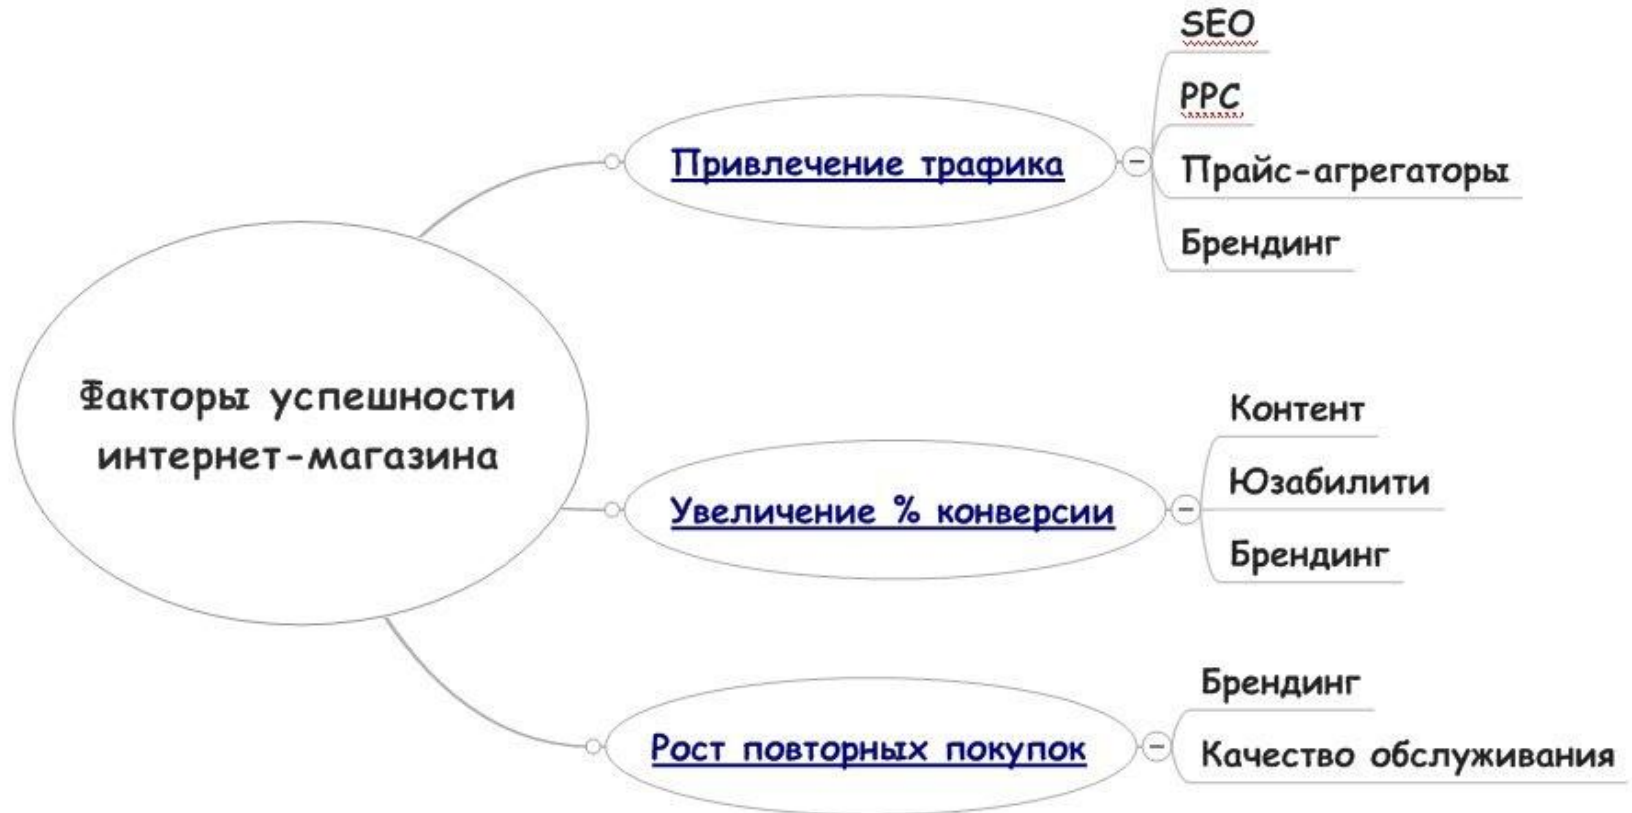 Факторы успешности
интернет-магазина
Привлечение трафика
SEO
PPC
Прайс-агрегаторы
Брендинг
Увеличение % конверсии
Контент
Юзабилити
Брендинг
Рост повторных покупок
Брендинг
Качество обслуживания